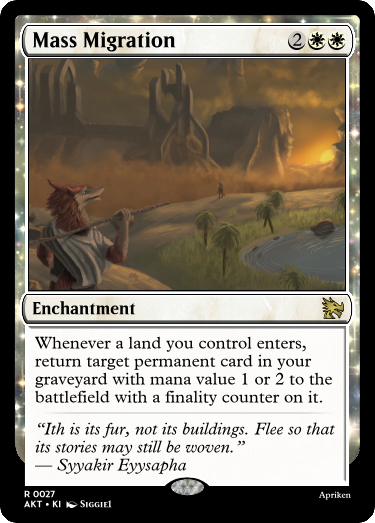 Mass Migration 2
Enchantment
Whenever a land you control enters,
return target permanent card in your
graveyard with mana value 1 or 2 to the
battlefield with a finality counter on it.
“Ith is its fur, not its buildings. Flee so that
its stories may still be woven.”
— Syyakir Eyysapha
R 0027
AKT • KI Siggieí Apriken